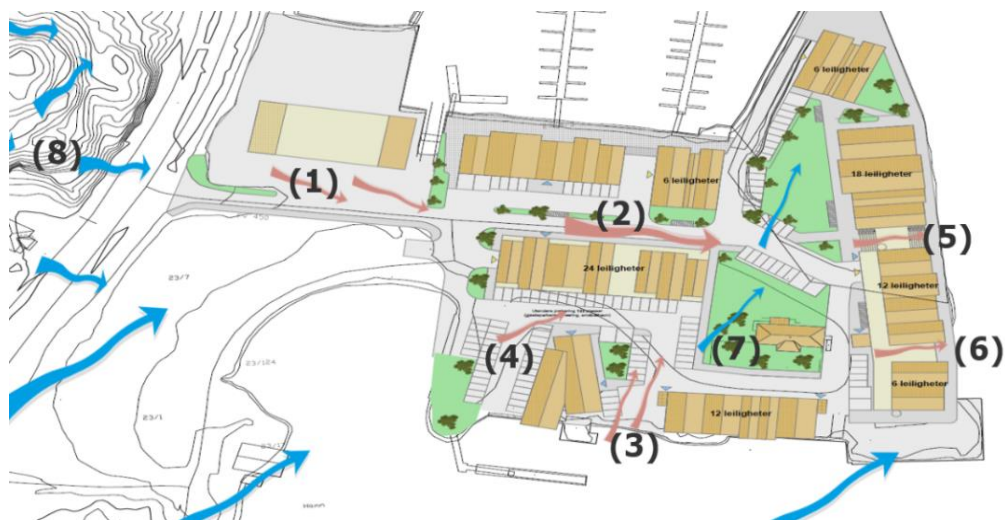 6 leiligheter
(8)
(1)
6 leiligheter
18 leiligheter
(2)
(5)
23/7
24 leiligheter
12 leiligheter
(4)
(7)
(6)
23/124
6 leiligheter
23/1
12 leiligheter
(3)
Havnn